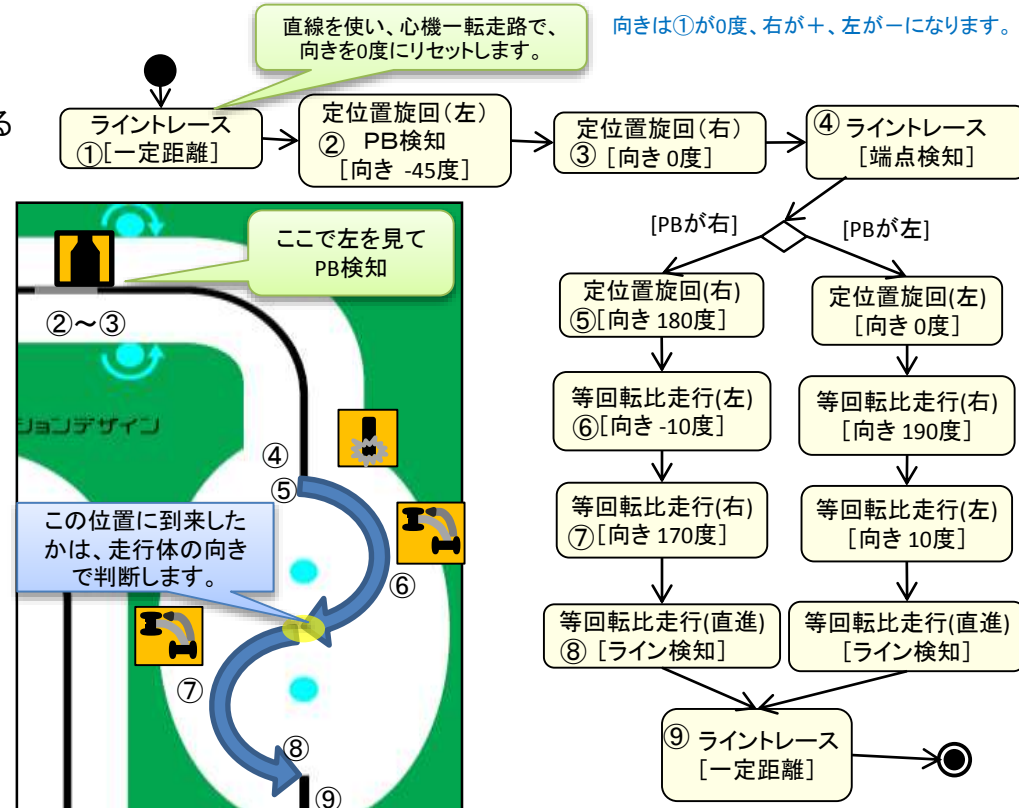 直線を使い、心機一転走路で、
向きを0度にリセットします。
向きは①が0度、右が＋、左がーになります。
る
ライントレース
①[一定距離]
定位置旋回（左）
② PB検知
[向き -45度]
定位置旋回（右）
③ [向き 0度]
④ ライントレース
[端点検知]
ここで左を見て
PB検知
②～③
ションデザイン
④
⑤
この位置に到来した
かは、走行体の向き
で判断します。
⑥
⑦
⑧
⑨
[PBが右]
[PBが左]
定位置旋回(右)
⑤[向き 180度]
等回転比走行(左)
⑥[向き -10度]
等回転比走行(右)
⑦[向き 170度]
等回転比走行(直進)
⑧ [ライン検知]
定位置旋回(左)
[向き 0度]
等回転比走行(右)
[向き 190度]
等回転比走行(左)
[向き 10度]
等回転比走行(直進)
[ライン検知]
⑨ ライントレース
[一定距離]